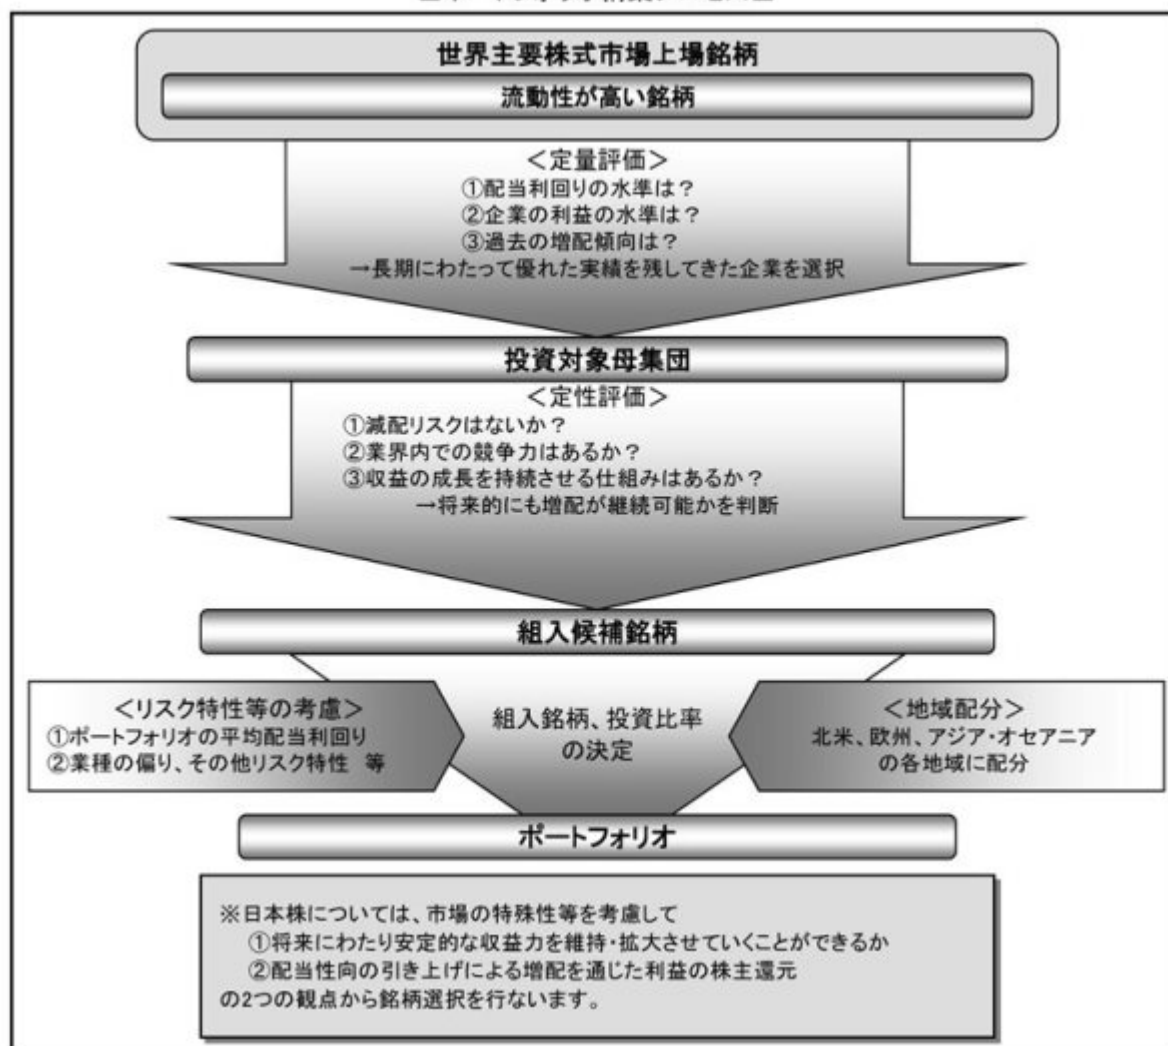 世界主要株式市場上場銘柄
流動性が高い銘柄
＜定量評価＞
①配当利回りの水準は？
②企業の利益の水準は？
③過去の増配傾向は？
→長期にわたって優れた実績を残してきた企業を選択
投資対象母集団
＜定性評価＞
①減配リスクはないか？
②業界内での競争力はあるか？
③収益の成長を持続させる仕組みはあるか？
→将来的にも増配が継続可能かを判断
組入候補銘柄
＜リスク特性等の考慮＞
①ポートフォリオの平均配当利回り
②業種の偏り、その他リスク特性　等
組入銘柄、投資比率
の決定
＜地域配分＞
北米、欧州、アジア・オセアニア
の各地域に配分
ポートフォリオ
※日本株については、市場の特殊性等を考慮して
①将来にわたり安定的な収益力を維持・拡大させていくことができるか
②配当性向の引き上げによる増配を通じた利益の株主還元
の2つの観点から銘柄選択を行ないます。